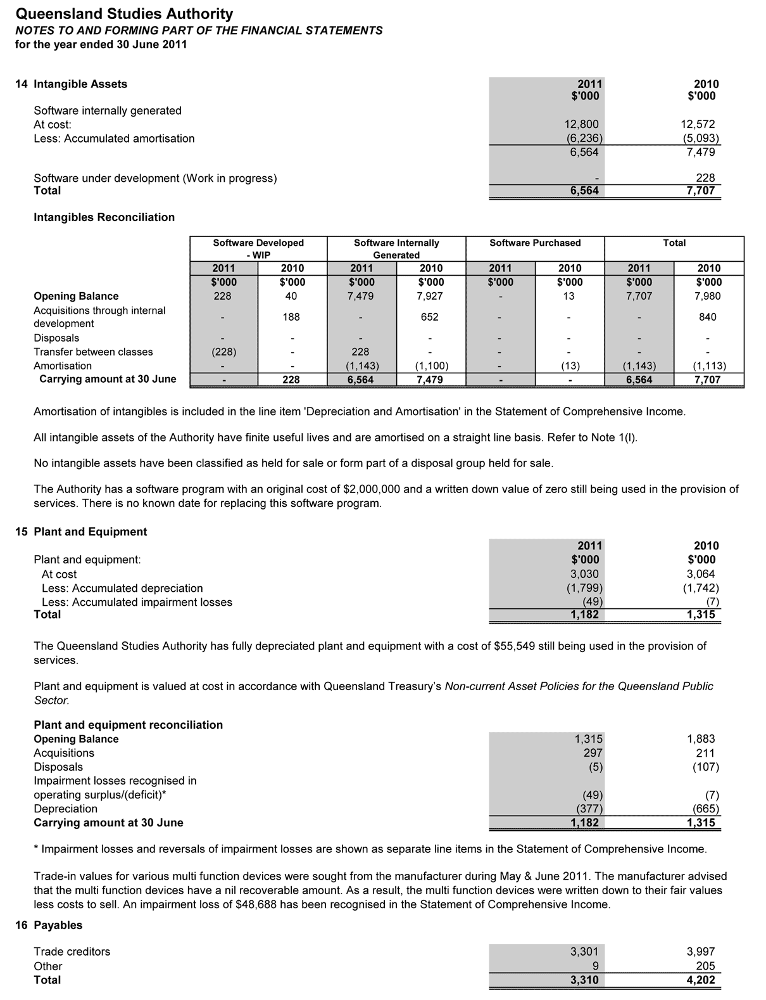 Queensland Studies Authority
NOTES TO AND FORMING PART OF THE FINANCIAL STATEMENTS
for the year ended 30 June 2011
14 Intangible Assets 2011 2010
$'000 $'000
Software internally generated
At cost: 12,800 12,572
Less: Accumulated amortisation (6,236) (5,093)
6,564 7,479
Software under development (Work in progress) - 228
Total 6,564 7,707
Intangibles Reconciliation
Software Developed Software Internally Software Purchased Total
- WIP Generated
2011 2010 2011 2010 2011 2010 2011 2010
$'000 $'000 $'000 $'000 $'000 $'000 $'000 $'000
Opening Balance 228 40 7,479 7,927 - 13 7,707 7,980
Acquisitions through internal
development - 188 - 652 - - - 840
Disposals - - - - - - - -
Transfer between classes (228) - 228 - - - - -
Amortisation - - (1,143) (1,100) - (13) (1,143) (1,113)
Carrying amount at 30 June - 228 6,564 7,479 - - 6,564 7,707
Amortisation of intangibles is included in the line item 'Depreciation and Amortisation' in the Statement of Comprehensive Income.
All intangible assets of the Authority have finite useful lives and are amortised on a straight line basis. Refer to Note 1(l).
No intangible assets have been classified as held for sale or form part of a disposal group held for sale.
The Authority has a software program with an original cost of $2,000,000 and a written down value of zero still being used in the provision of
services. There is no known date for replacing this software program.
15 Plant and Equipment
2011 2010
Plant and equipment: $'000 $'000
At cost 3,030 3,064
Less: Accumulated depreciation (1,799) (1,742)
Less: Accumulated impairment losses (49) (7)
Total 1,182 1,315
The Queensland Studies Authority has fully depreciated plant and equipment with a cost of $55,549 still being used in the provision of
services.
Plant and equipment is valued at cost in accordance with Queensland Treasury’s Non-current Asset Policies for the Queensland Public
Sector.
Plant and equipment reconciliation
Opening Balance 1,315 1,883
Acquisitions 297 211
Disposals (5) (107)
Impairment losses recognised in
operating surplus/(deficit)* (49) (7)
Depreciation (377) (665)
Carrying amount at 30 June 1,182 1,315
* Impairment losses and reversals of impairment losses are shown as separate line items in the Statement of Comprehensive Income.
Trade-in values for various multi function devices were sought from the manufacturer during May & June 2011. The manufacturer advised
that the multi function devices have a nil recoverable amount. As a result, the multi function devices were written down to their fair values
less costs to sell. An impairment loss of $48,688 has been recognised in the Statement of Comprehensive Income.
16 Payables
Trade creditors 3,301 3,997
Other 9 205
Total 3,310 4,202